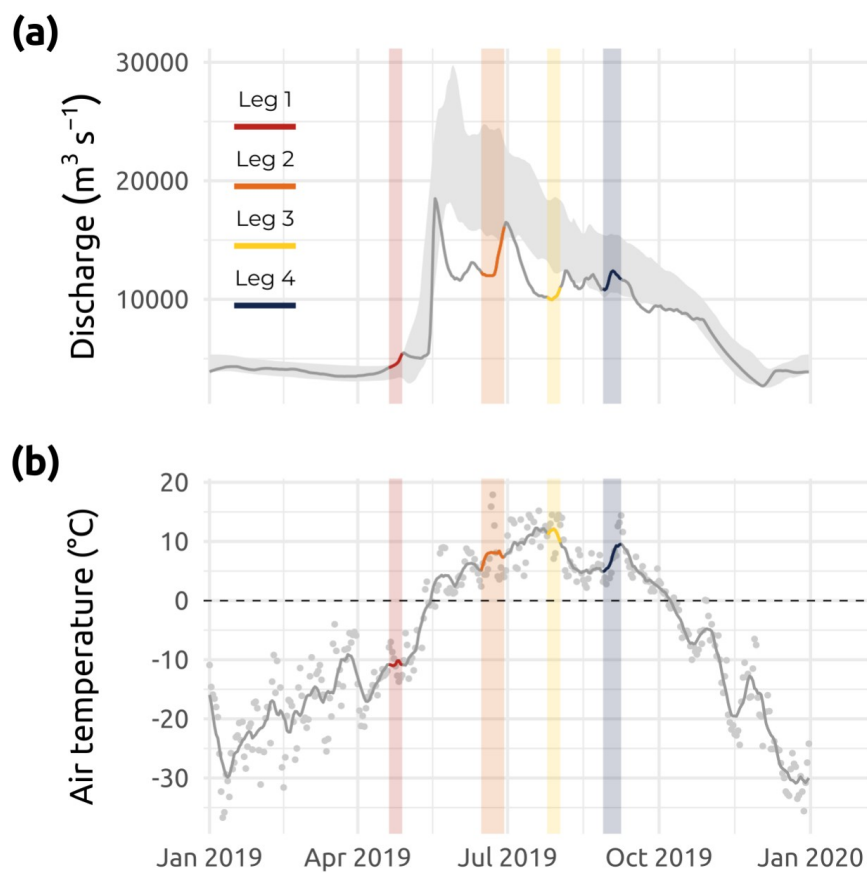 (a)
Discharge (m³ s⁻¹)
30000
20000
10000
Leg 1
Leg 2
Leg 3
Leg 4
(b)
Air temperature (°C)
20
10
0
-10
-20
-30
Jan 2019 Apr 2019 Jul 2019 Oct 2019 Jan 2020